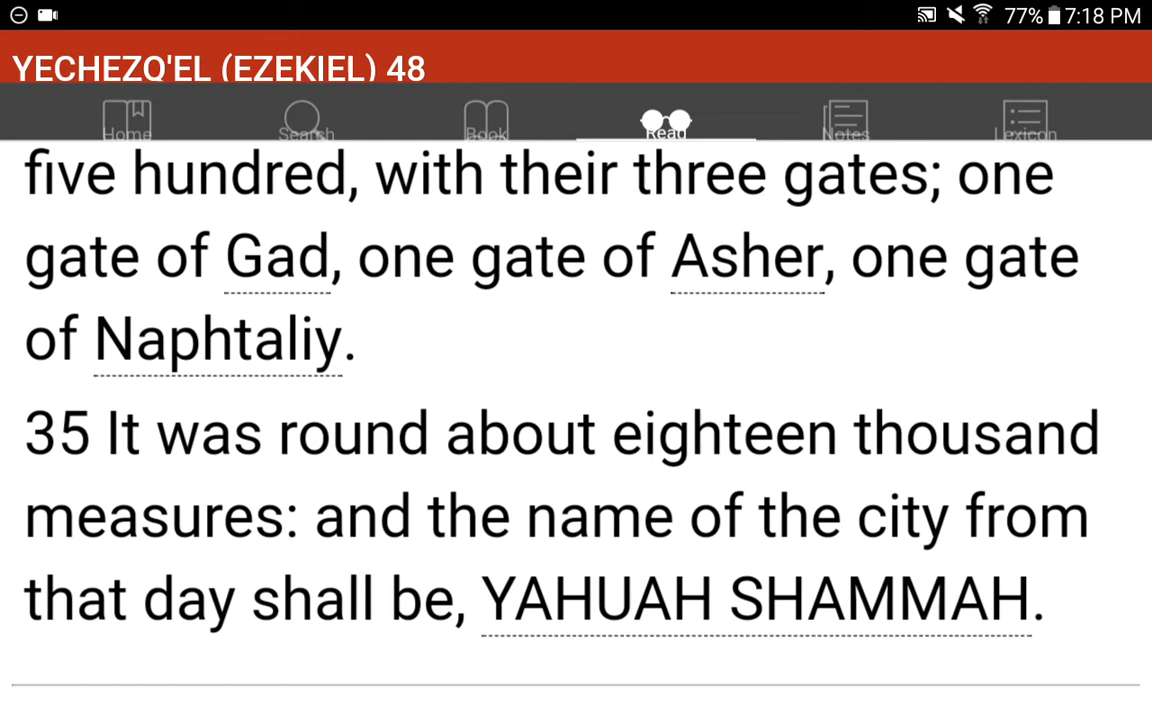 77% 7:18 PM
YECHEZQ'EL (EZEKIEL) 48
Home Search Book Read Notes Lexicon
five hundred, with their three gates; one
gate of Gad, one gate of Asher, one gate
of Naphtaliy.
35 It was round about eighteen thousand
measures: and the name of the city from
that day shall be, YAHUAH SHAMMAH.